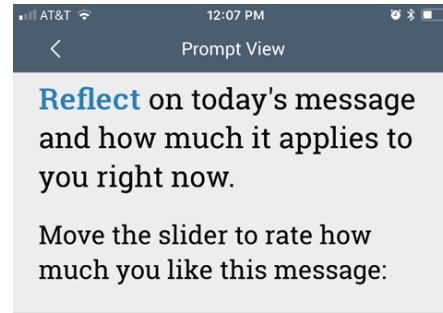 AT&T 12:07 PM
Prompt View
Reflect on today's message
and how much it applies to
you right now.
Move the slider to rate how
much you like this message: